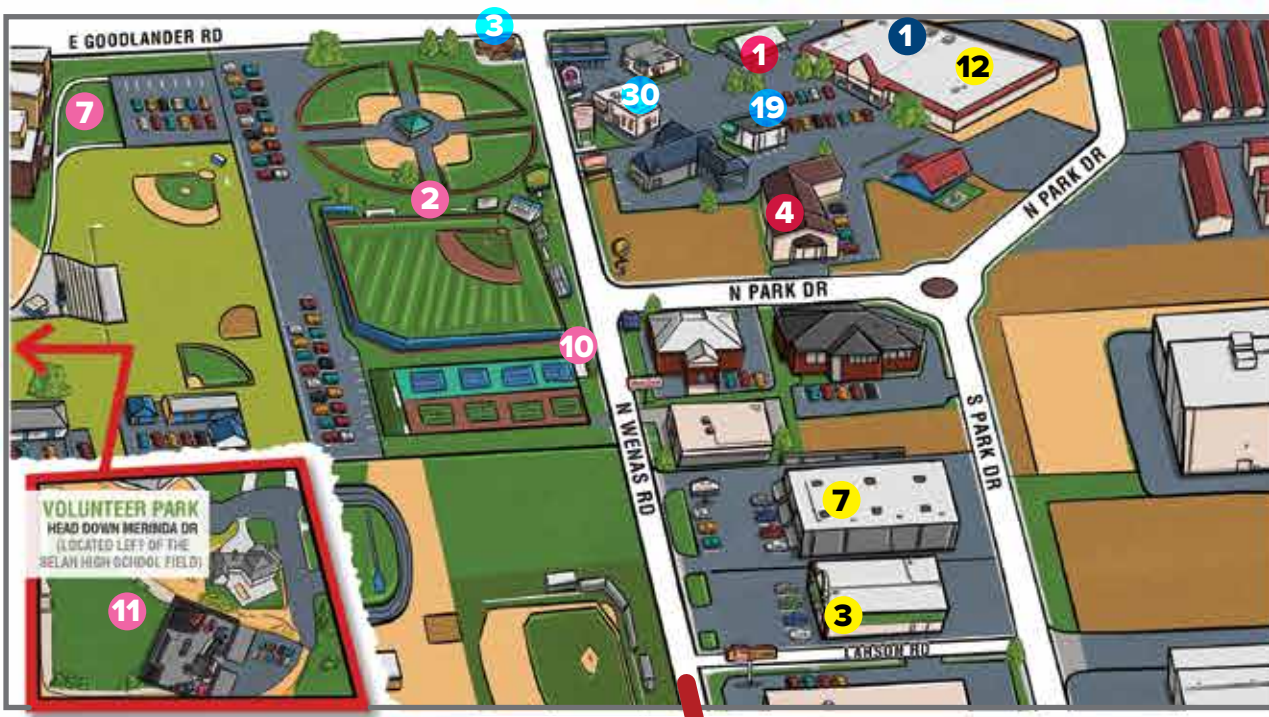 E GOODLANDER RD
3
1
1
12
7
30
19
2
4
N PARK DR
N PARK DR
10
N WENAS RD
S PARK DR
7
3
LARSON RD
VOLUNTEER PARK
HEAD DOWN MERINDA DR
(LOCATED LEFT OF THE
SELAH HIGH SCHOOL FIELD)
11